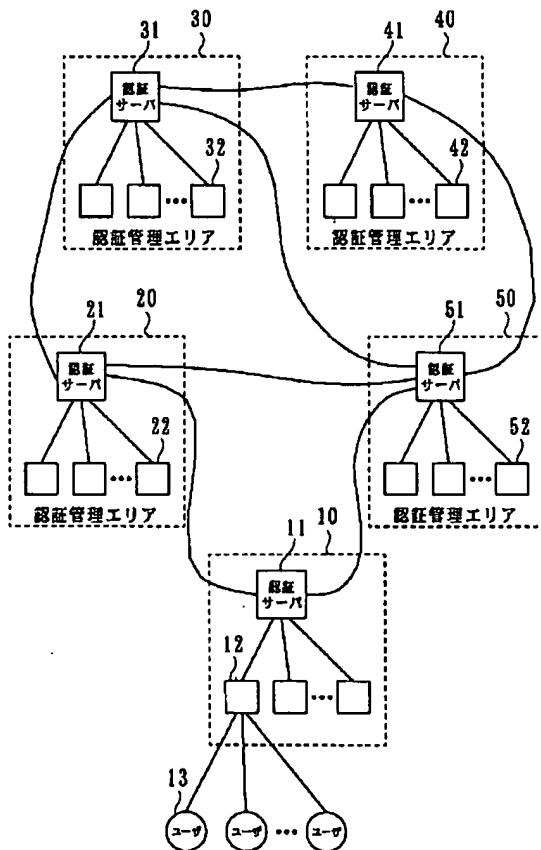 30
31
認証
サーバ
32
認証管理エリア
40
41
認証
サーバ
42
認証管理エリア
20
21
認証
サーバ
22
認証管理エリア
50
51
認証
サーバ
52
認証管理エリア
10
11
認証
サーバ
12
13
ユーザ
ユーザ
ユーザ